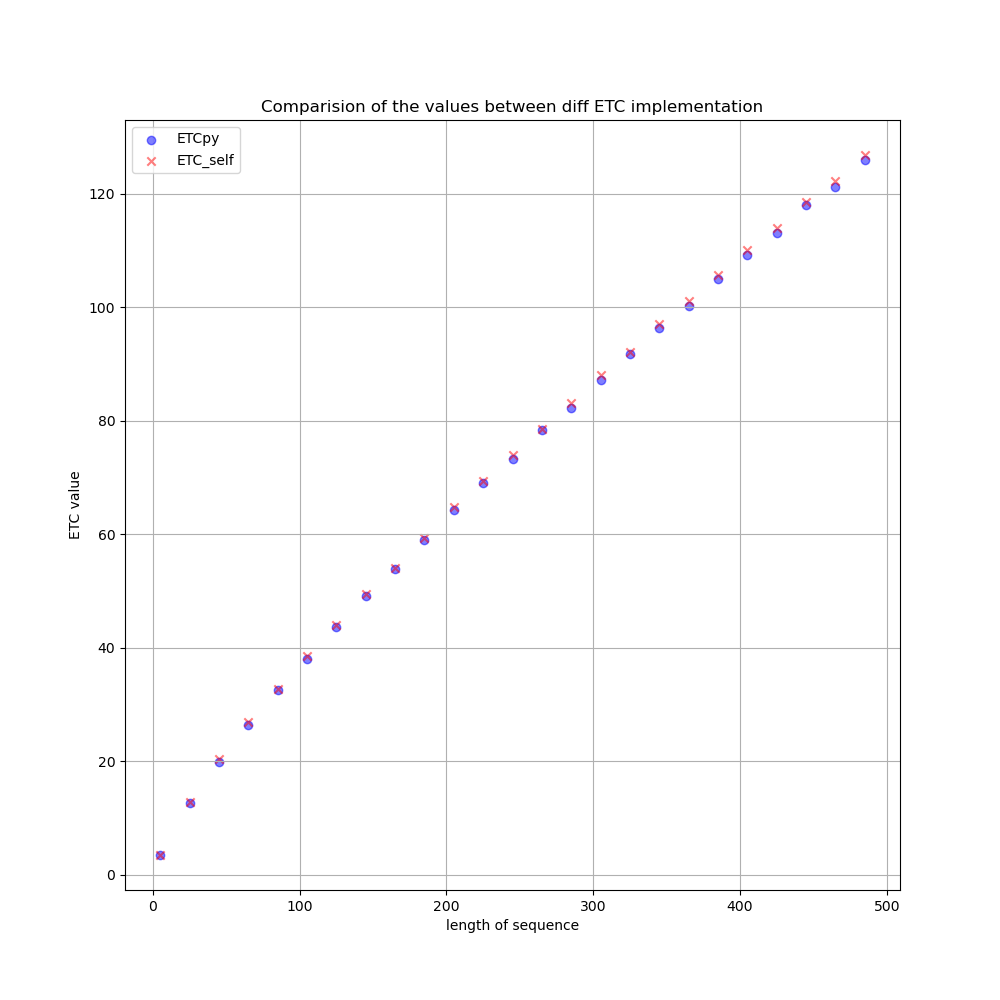 Comparision of the values between diff ETC implementation
ETCpy
ETC_self
120
100
80
60
40
20
0
ETC value
0 100 200 300 400 500
length of sequence